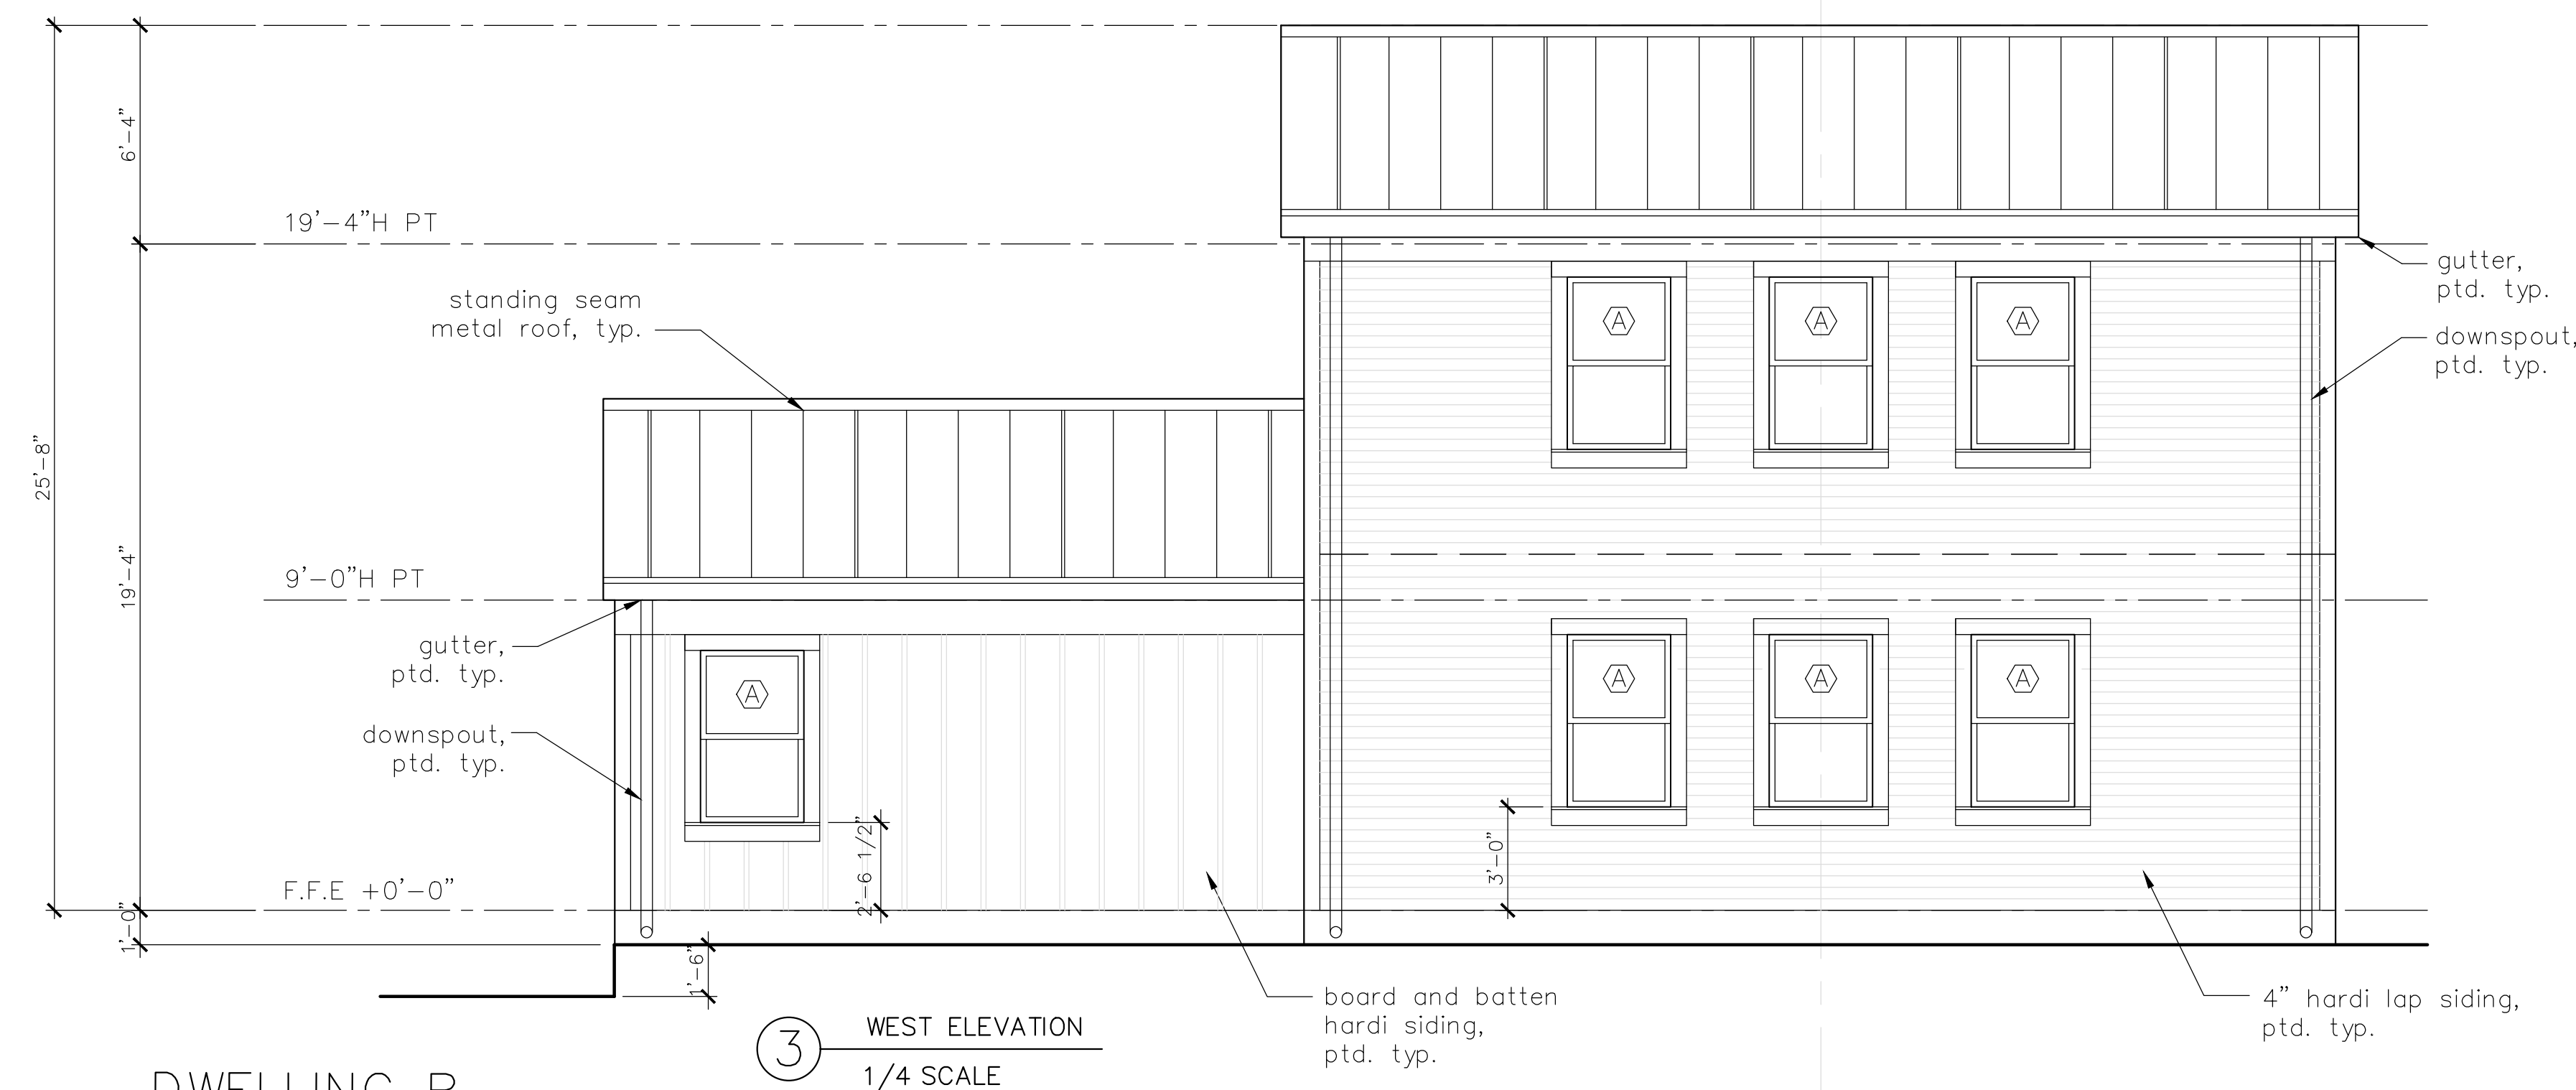 6'-4"
19'-4"H PT
gutter,
ptd. typ.
standing seam
metal roof, typ.
A
A
A
downspout,
ptd. typ.
25'-8"
19'-4"
9'-0"H PT
gutter,
ptd. typ.
A
A
A
A
downspout,
ptd. typ.
2'-6 1/2"
3'-0"
F.F.E +0'-0"
1'-0"
1'-6"
board and batten
hardi siding,
ptd. typ.
4" hardi lap siding,
ptd. typ.
3
WEST ELEVATION
1/4 SCALE
DWELLING B